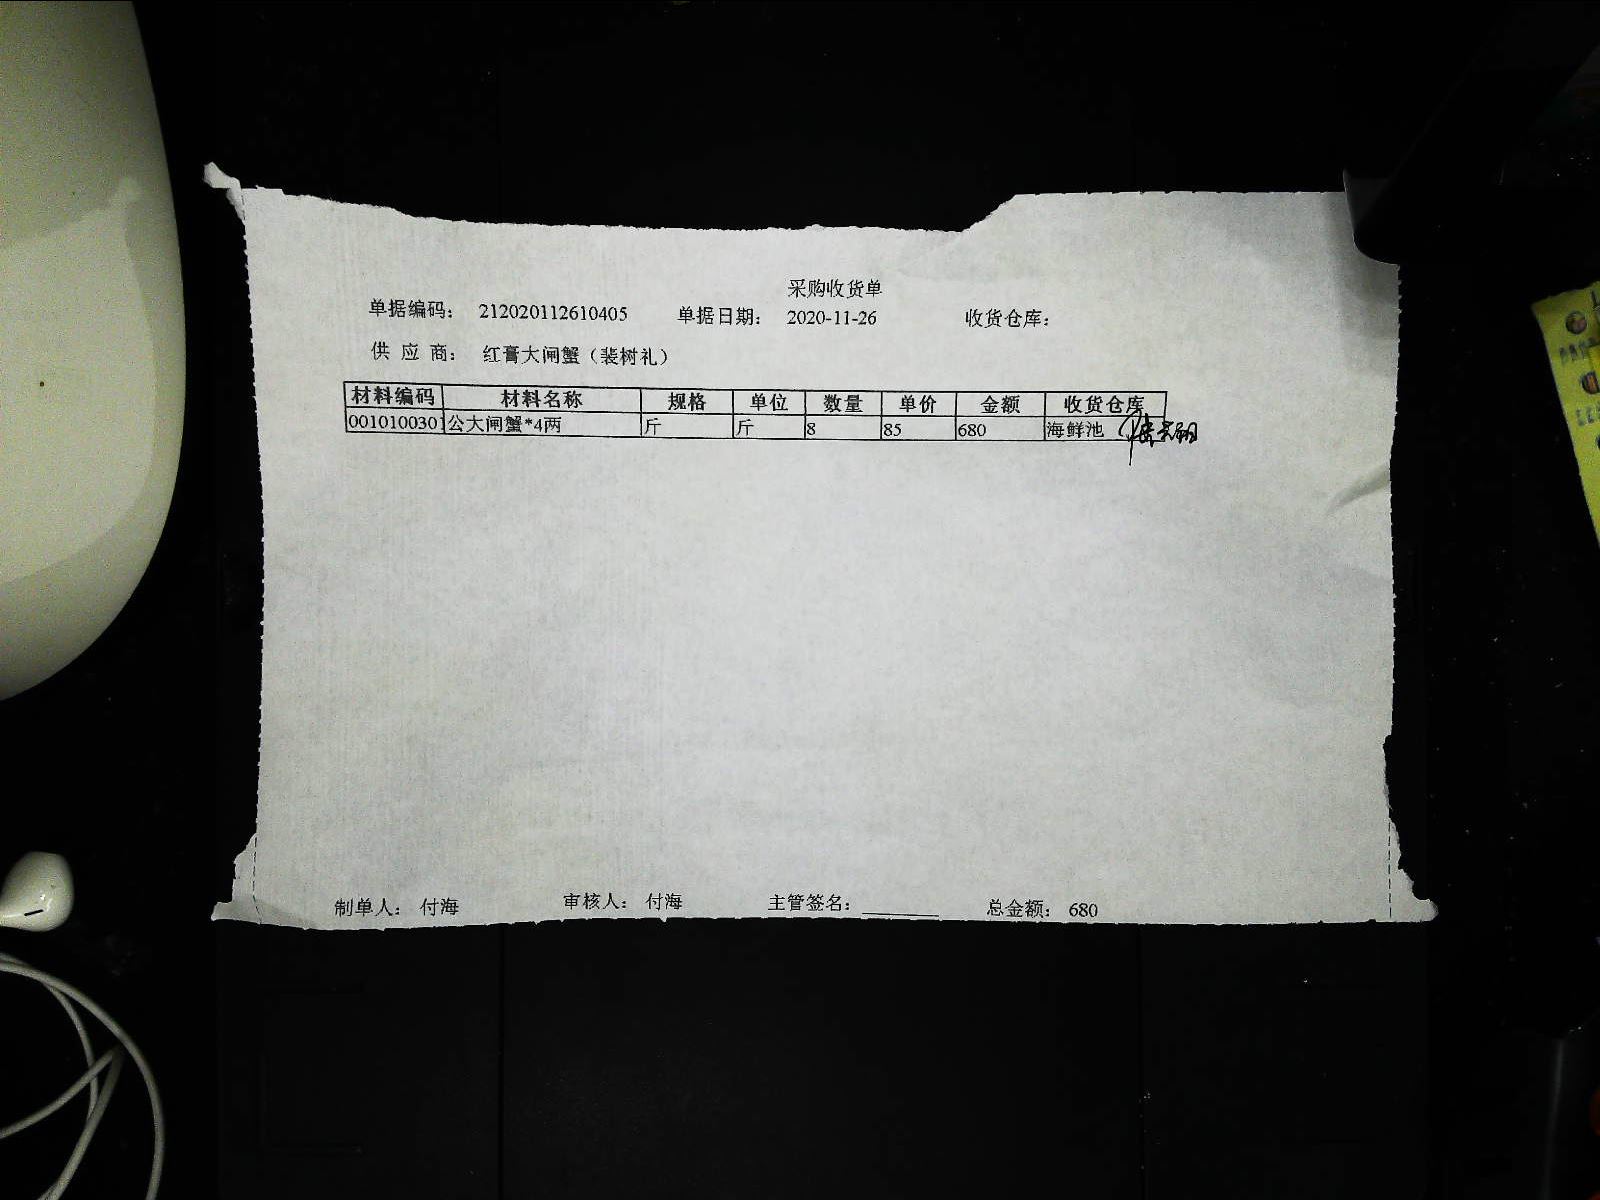 采购收货单
单据编码： 212020112610405 单据日期： 2020-11-26 收货仓库：
供 应 商： 红膏大闸蟹（裴树礼）
材料编码 材料名称 规格 单位 数量 单价 金额 收货仓库
0010100301 公大闸蟹*4两 斤 斤 8 85 680 海鲜池
制单人： 付海 审核人： 付海 主管签名： 总金额： 680